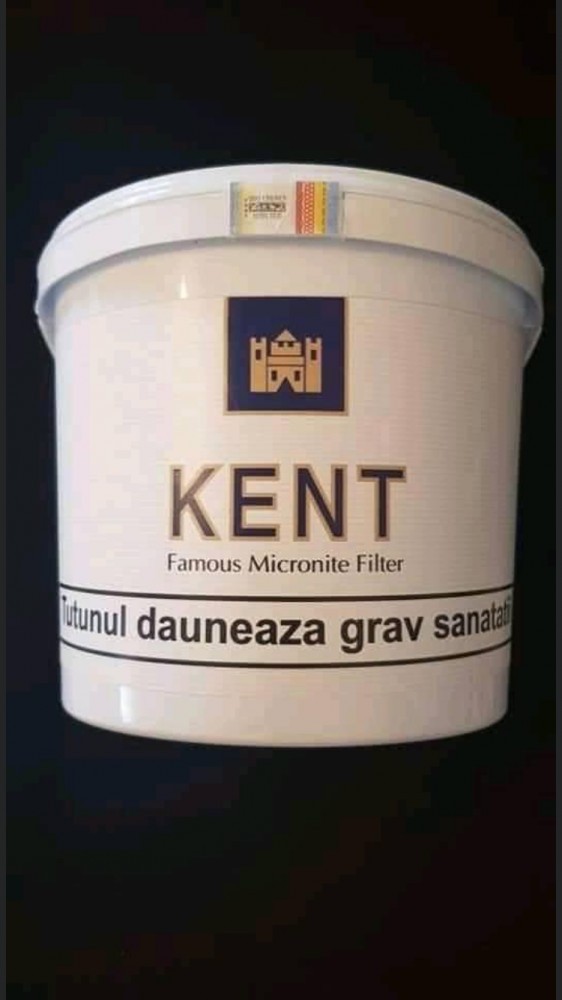 KENT
Famous Micronite Filter
Tutunul dauneaza grav sanatatii